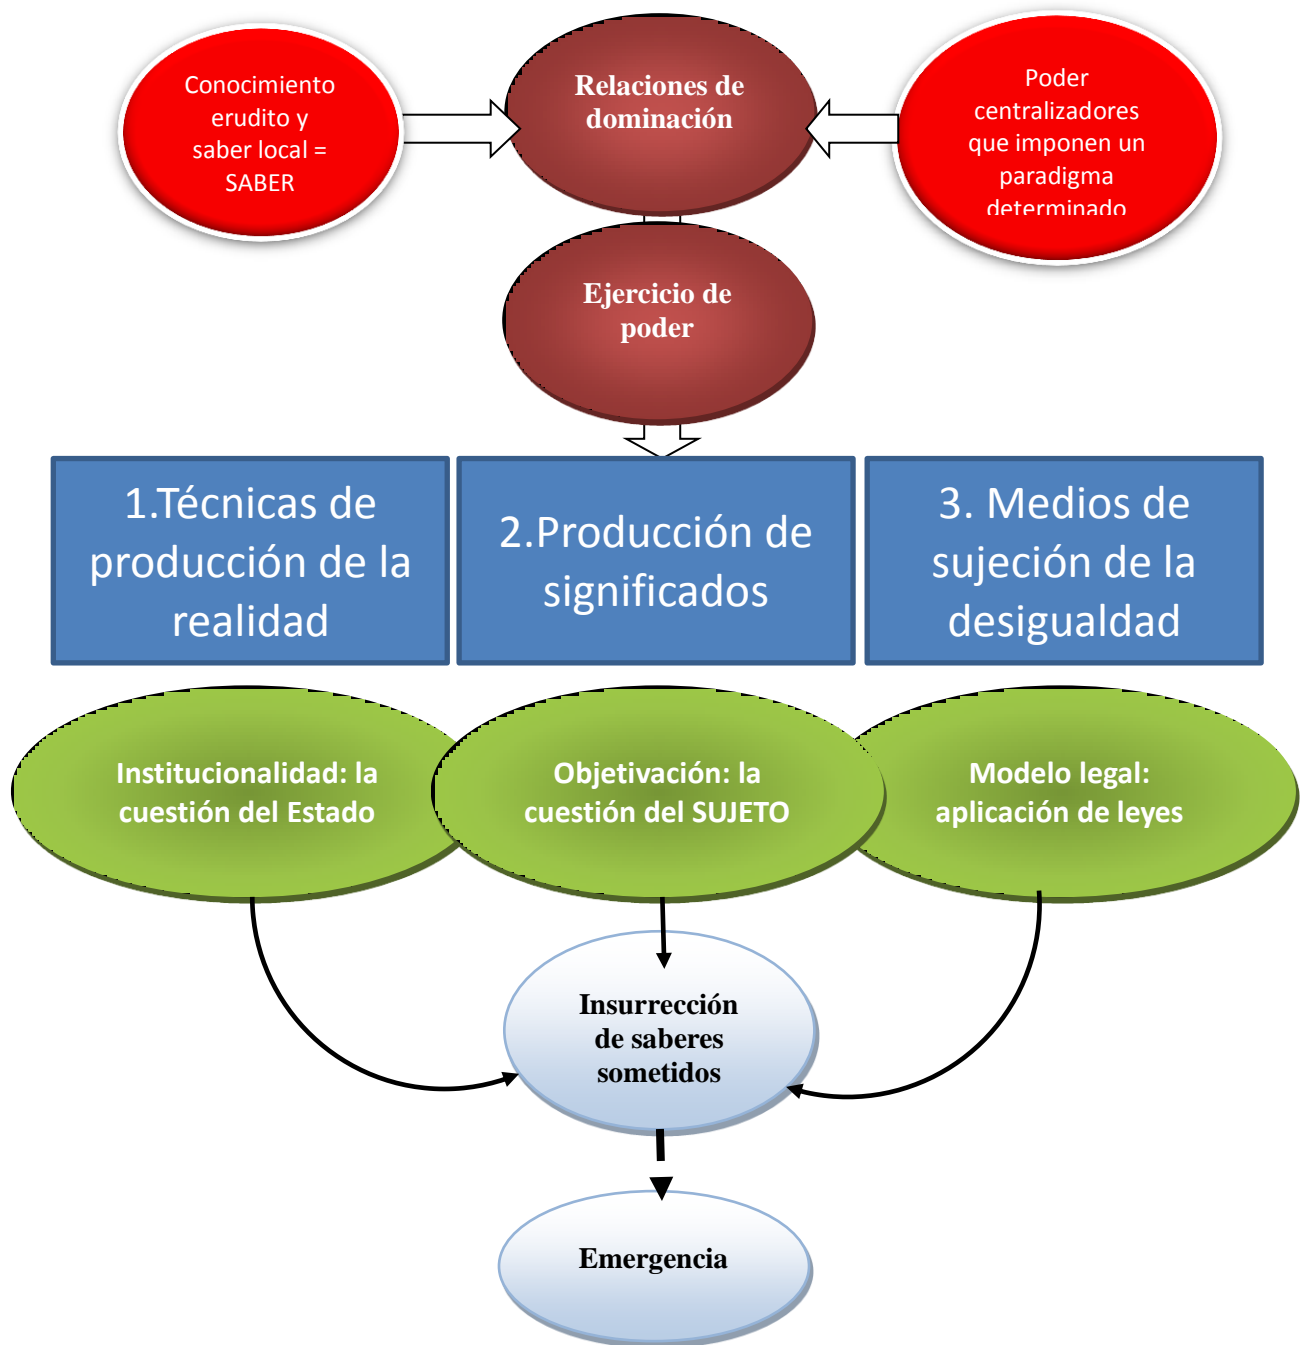 Conocimiento
erudito y
saber local =
SABER
Relaciones de
dominación
Poder
centralizadores
que imponen un
paradigma
determinado
Ejercicio de
poder
1.Técnicas de
producción de la
realidad
2.Producción de
significados
3. Medios de
sujeción de la
desigualdad
Institucionalidad: la
cuestión del Estado
Objetivación: la
cuestión del SUJETO
Modelo legal:
aplicación de leyes
Insurrección
de saberes
sometidos
Emergencia